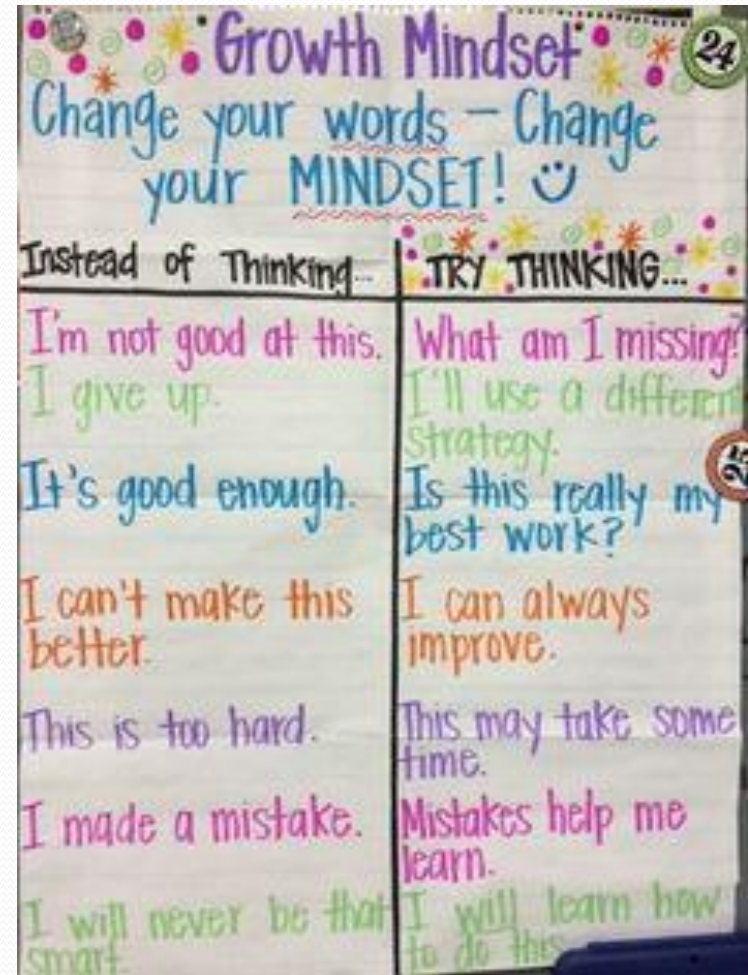 Growth Mindset
24
Change your words – Change
your MINDSET!
Instead of Thinking...
TRY THINKING...
I'm not good at this.
What am I missing?
I give up.
I'll use a different
strategy.
25
It's good enough.
Is this really my
best work?
I can't make this
better.
I can always
improve.
This is too hard.
This may take some
time.
I made a mistake.
Mistakes help me
learn.
I will never be that
smart.
I will learn how
to do this